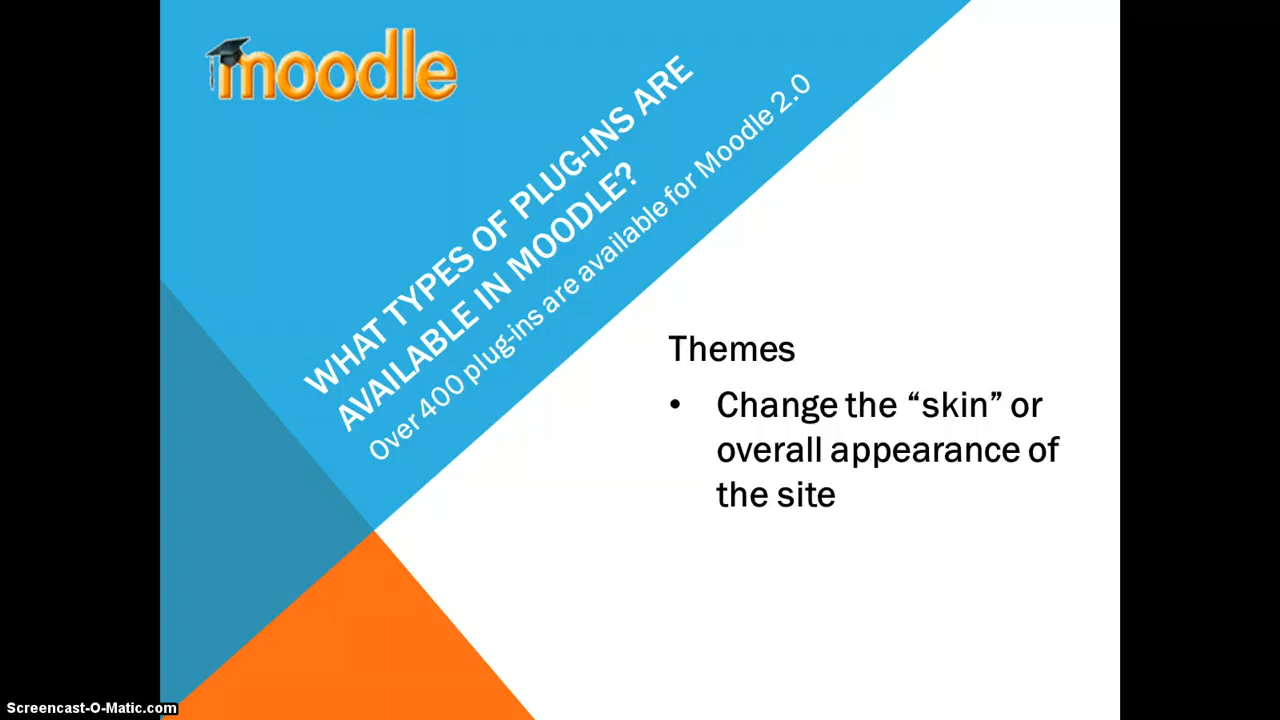 moodle
WHAT TYPES OF PLUG-INS ARE
AVAILABLE IN MOODLE?
Over 400 plug-ins are available for Moodle 2.0
Themes
• Change the “skin” or
overall appearance of
the site
Screencast-O-Matic.com